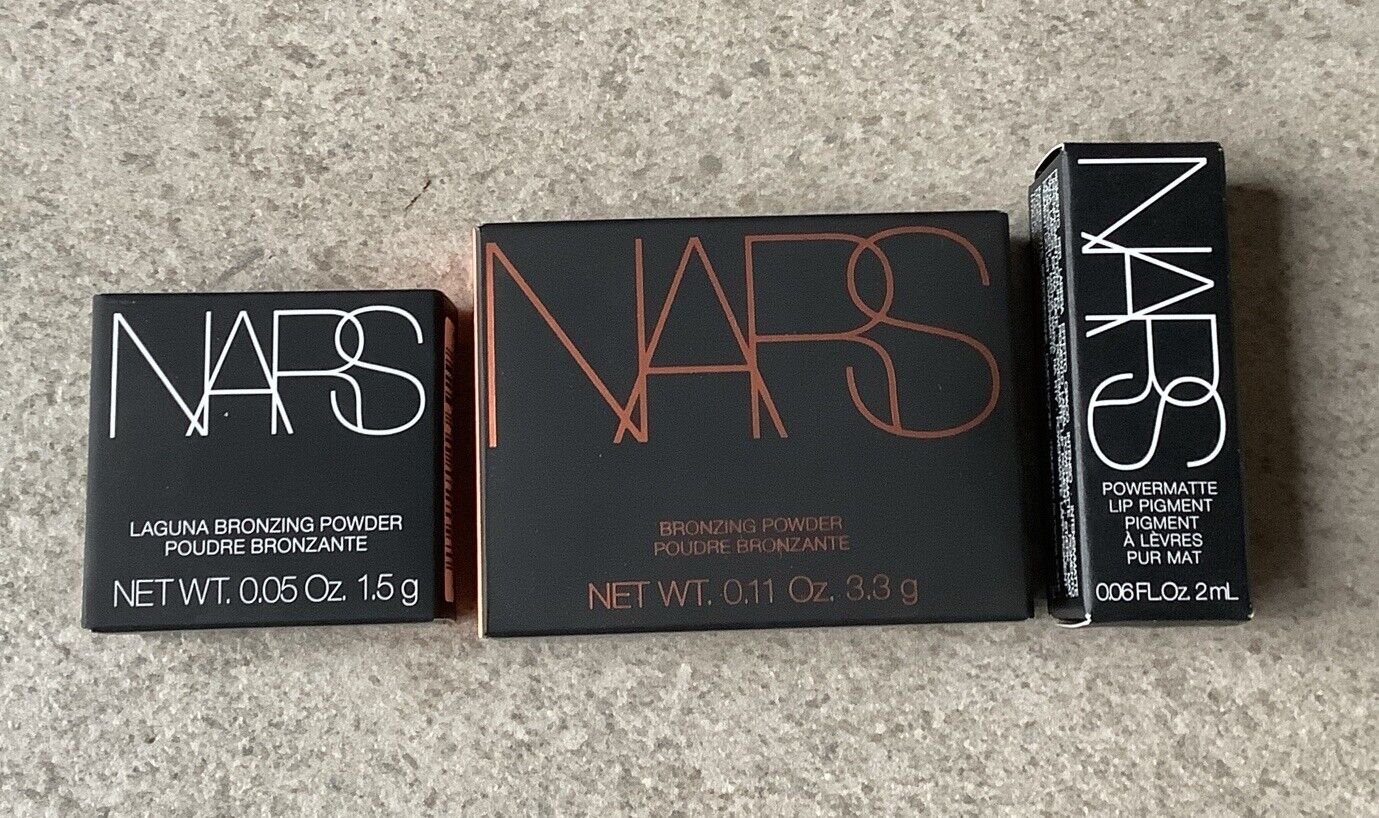 NARS
LAGUNA BRONZING POWDER
POUDRE BRONZANTE
NET WT. 0.05 Oz. 1.5 g
NARS
BRONZING POWDER
POUDRE BRONZANTE
NET WT. 0.11 Oz. 3.3 g
NARS
POWERMATTE
LIP PIGMENT
PIGMENT
À LÈVRES
PUR MAT
0.06 FL.Oz. 2 mL